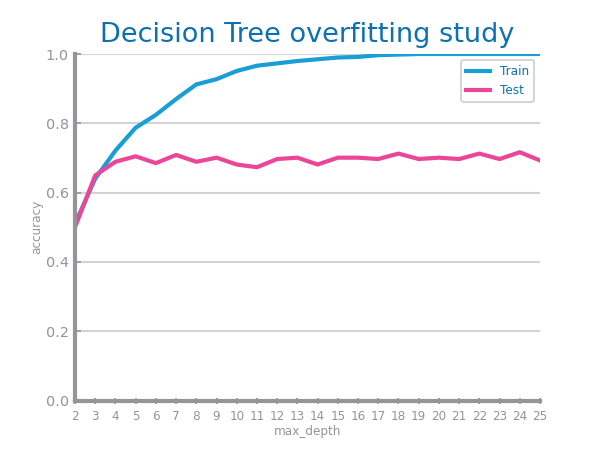 Decision Tree overfitting study
1.0
Train
Test
0.8
0.6
accuracy
0.4
0.2
0.0
2 3 4 5 6 7 8 9 10 11 12 13 14 15 16 17 18 19 20 21 22 23 24 25
max_depth